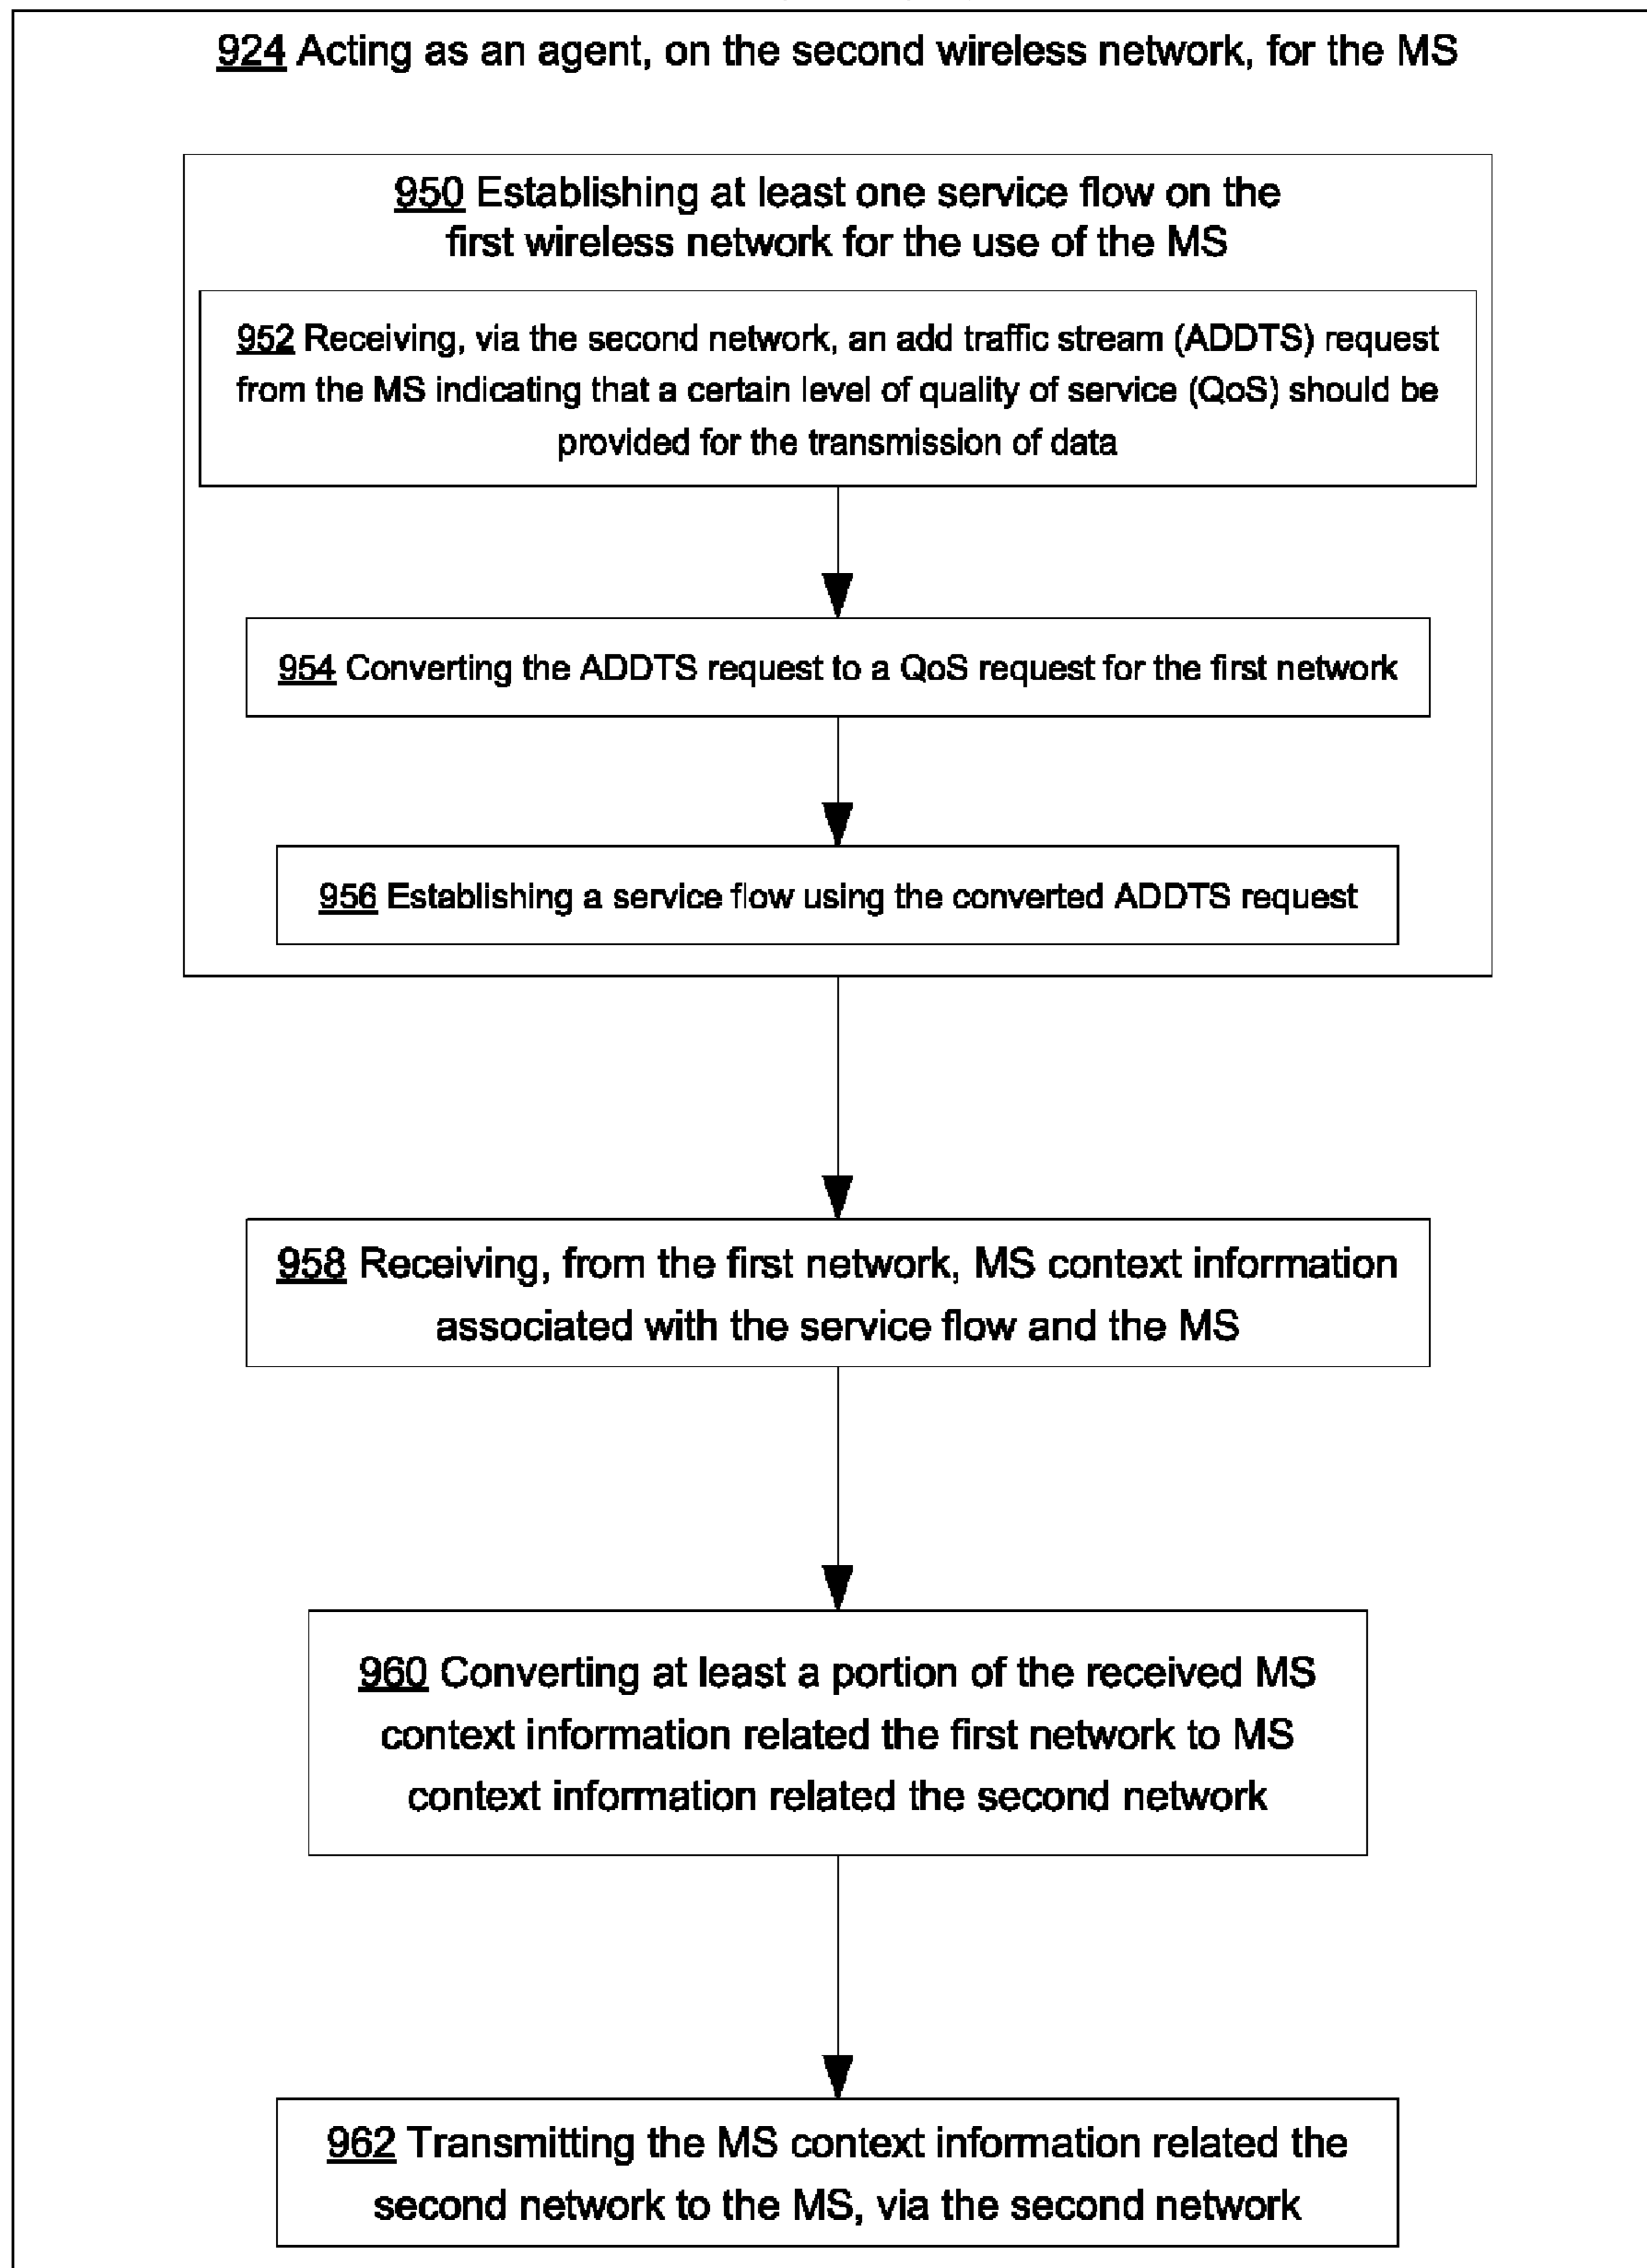 924 Acting as an agent, on the second wireless network, for the MS
950 Establishing at least one service flow on the
first wireless network for the use of the MS
952 Receiving, via the second network, an add traffic stream (ADDTS) request
from the MS indicating that a certain level of quality of service (QoS) should be
provided for the transmission of data
954 Converting the ADDTS request to a QoS request for the first network
956 Establishing a service flow using the converted ADDTS request
958 Receiving, from the first network, MS context information
associated with the service flow and the MS
960 Converting at least a portion of the received MS
context information related the first network to MS
context information related the second network
962 Transmitting the MS context information related the
second network to the MS, via the second network